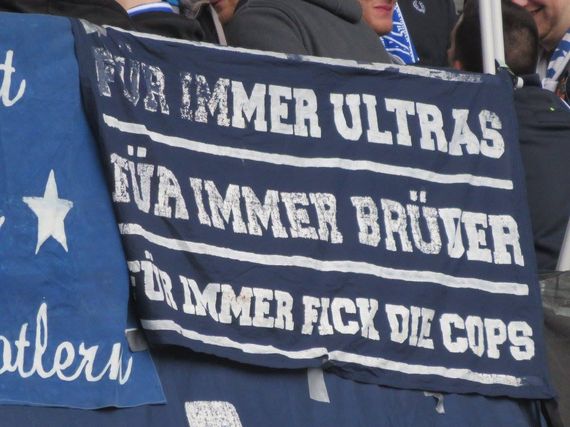 FÜR IMMER ULTRAS
FÜR IMMER BRÜDER
FÜR IMMER FICK DIE COPS